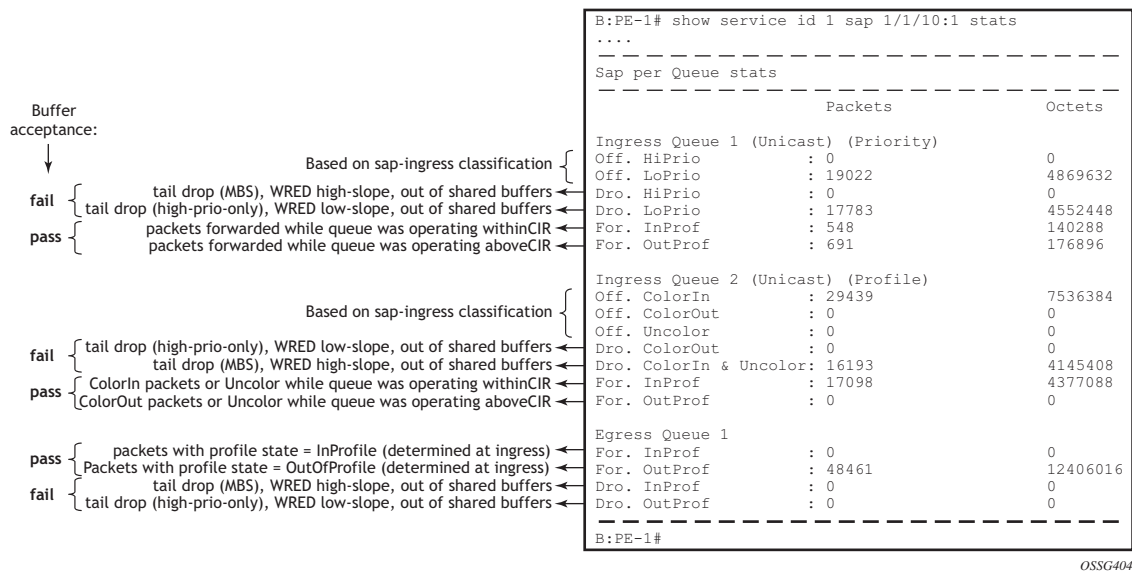 B:PE-1# show service id 1 sap 1/1/10:1 stats
....
Sap per Queue stats
Packets Octets
Buffer
acceptance:
Ingress Queue 1 (Unicast) (Priority)
Based on sap-ingress classification
Off. HiPrio : 0 0
Off. LoPrio : 19022 4869632
fail
tail drop (MBS), WRED high-slope, out of shared buffers Dro. HiPrio : 0 0
tail drop (high-prio-only), WRED low-slope, out of shared buffers Dro. LoPrio : 17783 4552448
pass
packets forwarded while queue was operating withinCIR For. InProf : 548 140288
packets forwarded while queue was operating aboveCIR For. OutProf : 691 176896
Ingress Queue 2 (Unicast) (Profile)
Based on sap-ingress classification
Off. ColorIn : 29439 7536384
Off. ColorOut : 0 0
Off. Uncolor : 0 0
fail
tail drop (high-prio-only), WRED low-slope, out of shared buffers Dro. ColorOut : 0 0
tail drop (MBS), WRED high-slope, out of shared buffers Dro. ColorIn & Uncolor: 16193 4145408
pass
ColorIn packets or Uncolor while queue was operating withinCIR For. InProf : 17098 4377088
ColorOut packets or Uncolor while queue was operating aboveCIR For. OutProf : 0 0
Egress Queue 1
pass
packets with profile state = InProfile (determined at ingress) For. InProf : 0 0
Packets with profile state = OutOfProfile (determined at ingress) For. OutProf : 48461 12406016
fail
tail drop (MBS), WRED high-slope, out of shared buffers Dro. InProf : 0 0
tail drop (high-prio-only), WRED low-slope, out of shared buffers Dro. OutProf : 0 0
B:PE-1#
OSSG404